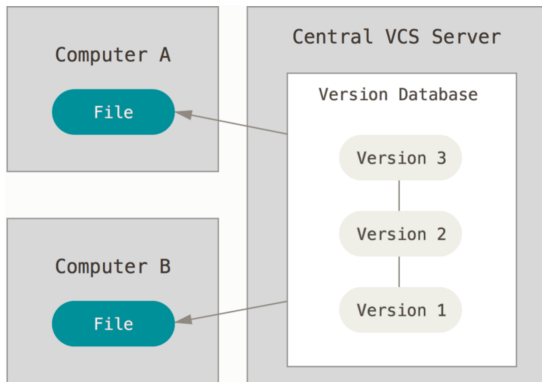 Computer A
File
Computer B
File
Central VCS Server
Version Database
Version 3
Version 2
Version 1